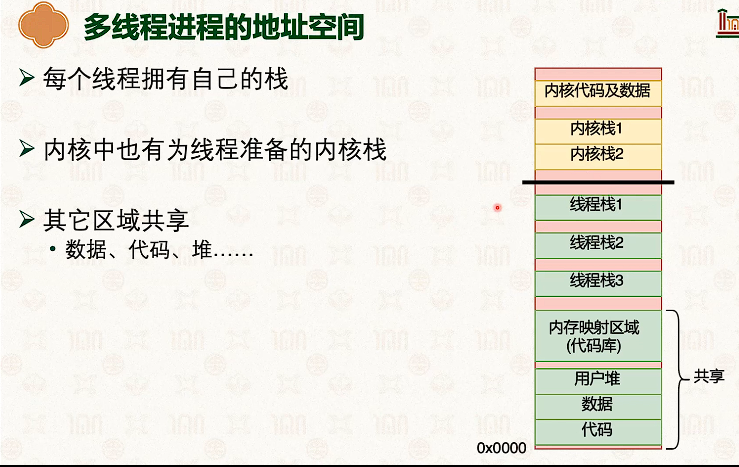 多线程进程的地址空间
每个线程拥有自己的栈
内核中也有为线程准备的内核栈
其它区域共享
• 数据、代码、堆……
内核代码及数据
内核栈1
内核栈2
线程栈1
线程栈2
线程栈3
内存映射区域
(代码库)
用户堆
数据
代码
共享
0x0000